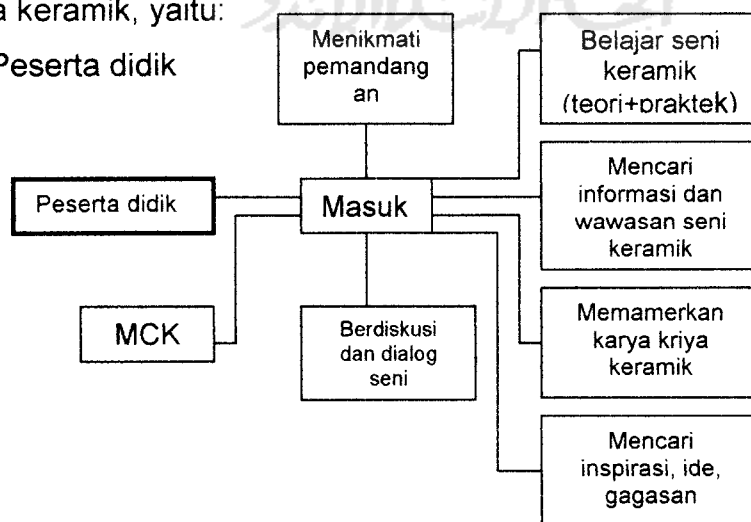 a keramik, yaitu:
Peserta didik
Menikmati
pemandang
an
Belajar seni
keramik
(teori+praktek)
Peserta didik
Masuk
Mencari
informasi dan
wawasan seni
keramik
MCK
Berdiskusi
dan dialog
seni
Memamerkan
karya kriya
keramik
Mencari
inspirasi, ide,
gagasan